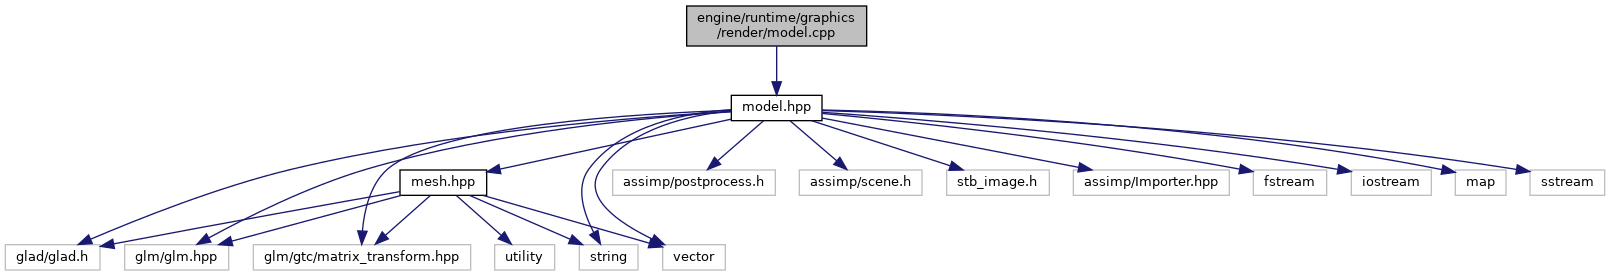 engine/runtime/graphics
/render/model.cpp
model.hpp
mesh.hpp
assimp/postprocess.h
assimp/scene.h
stb_image.h
assimp/Importer.hpp
fstream
iostream
map
sstream
glad/glad.h
glm/glm.hpp
glm/gtc/matrix_transform.hpp
utility
string
vector